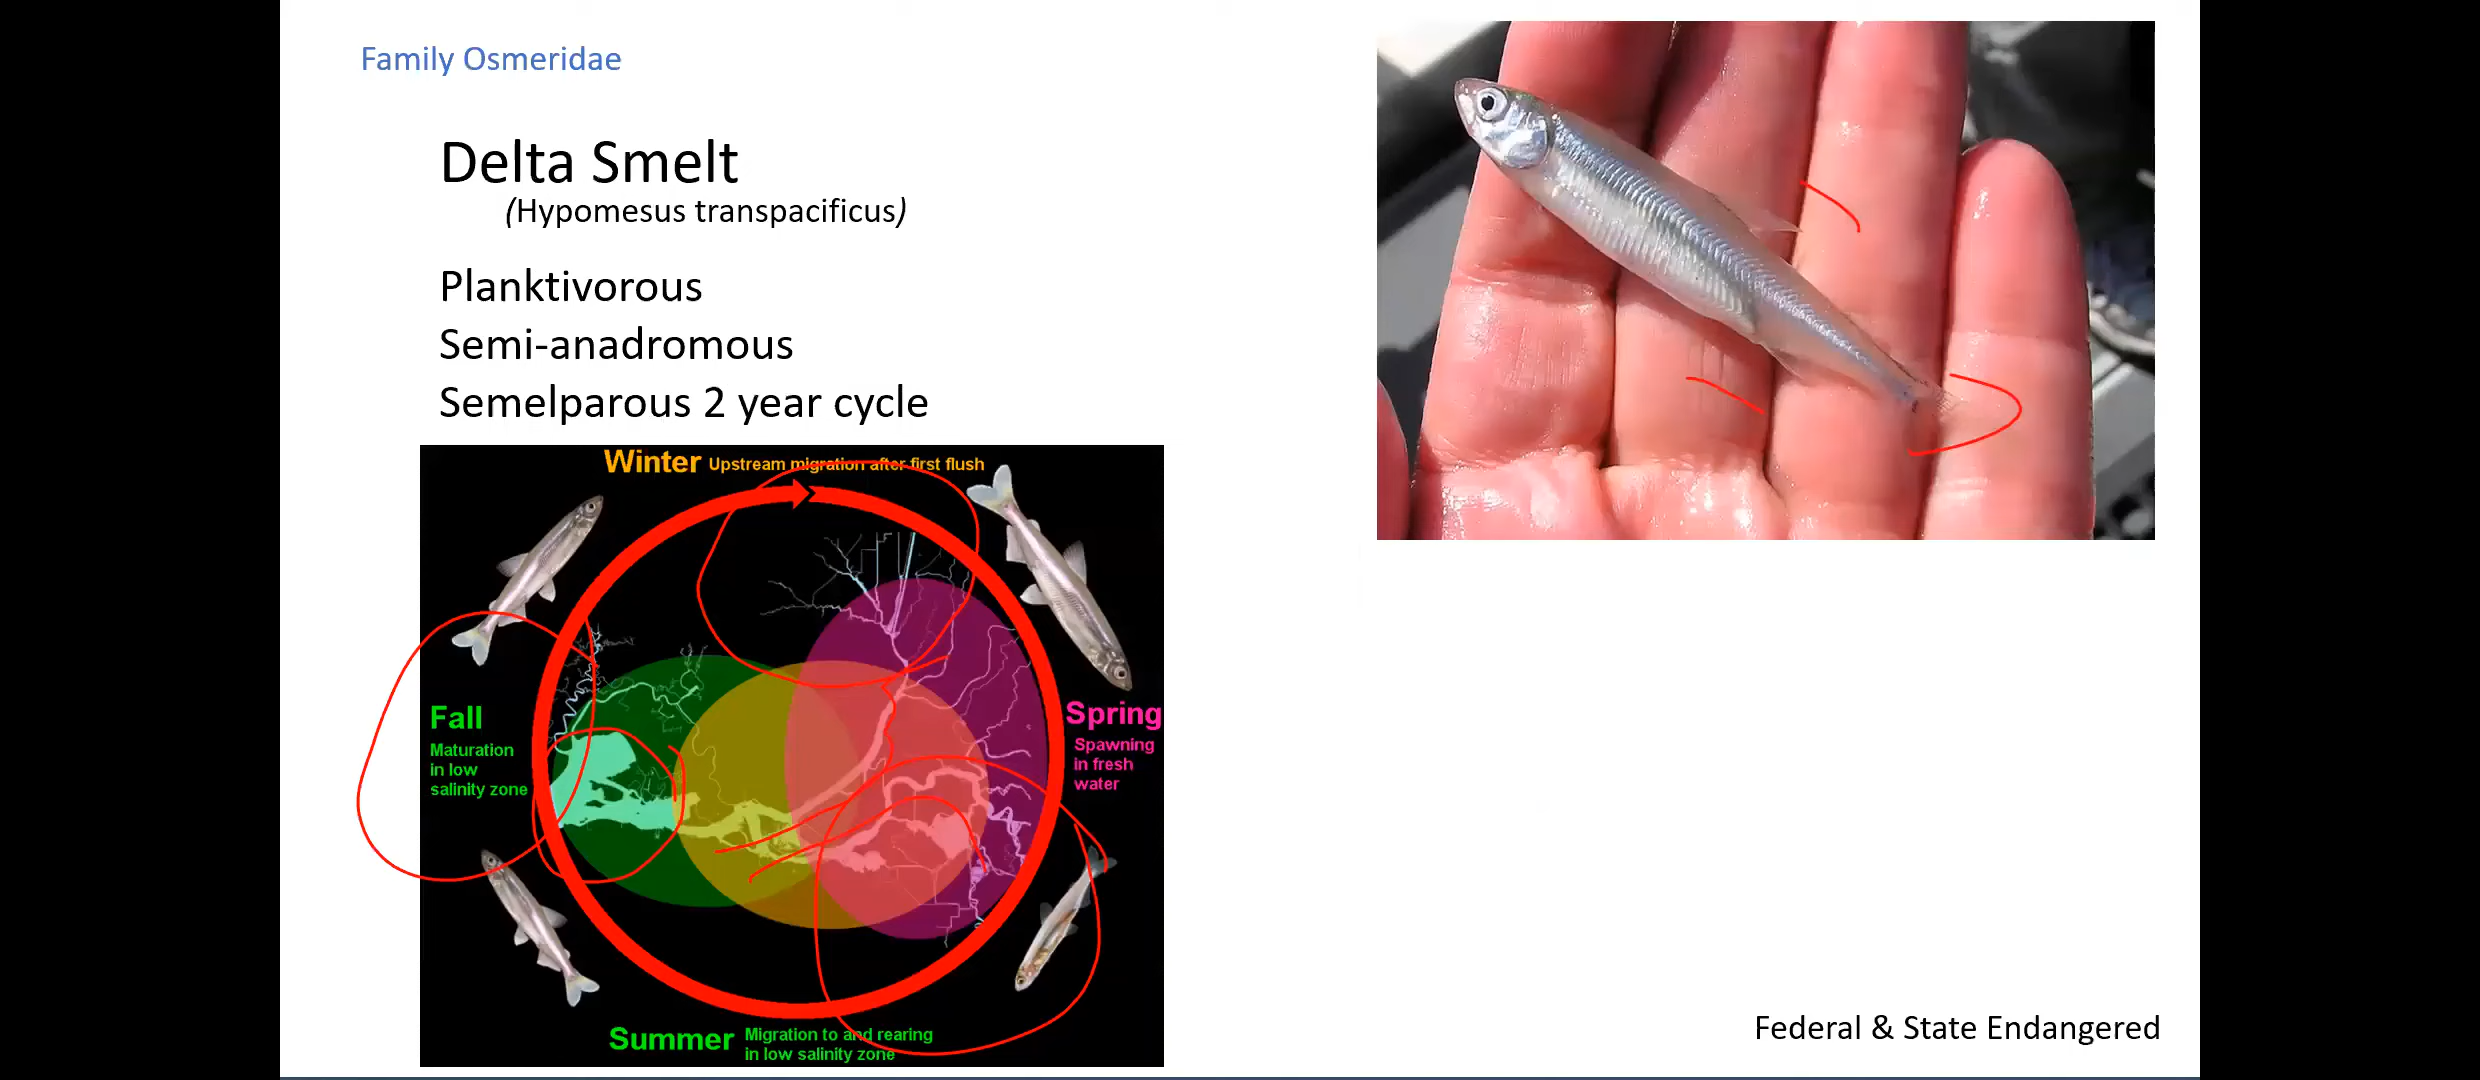 Family Osmeridae
Delta Smelt
(Hypomesus transpacificus)
Planktivorous
Semi-anadromous
Semelparous 2 year cycle
Winter Upstream migration after first flush
Fall
Maturation
in low
salinity zone
Spring
Spawning
in fresh
water
Summer Migration to and rearing
in low salinity zone
Federal & State Endangered